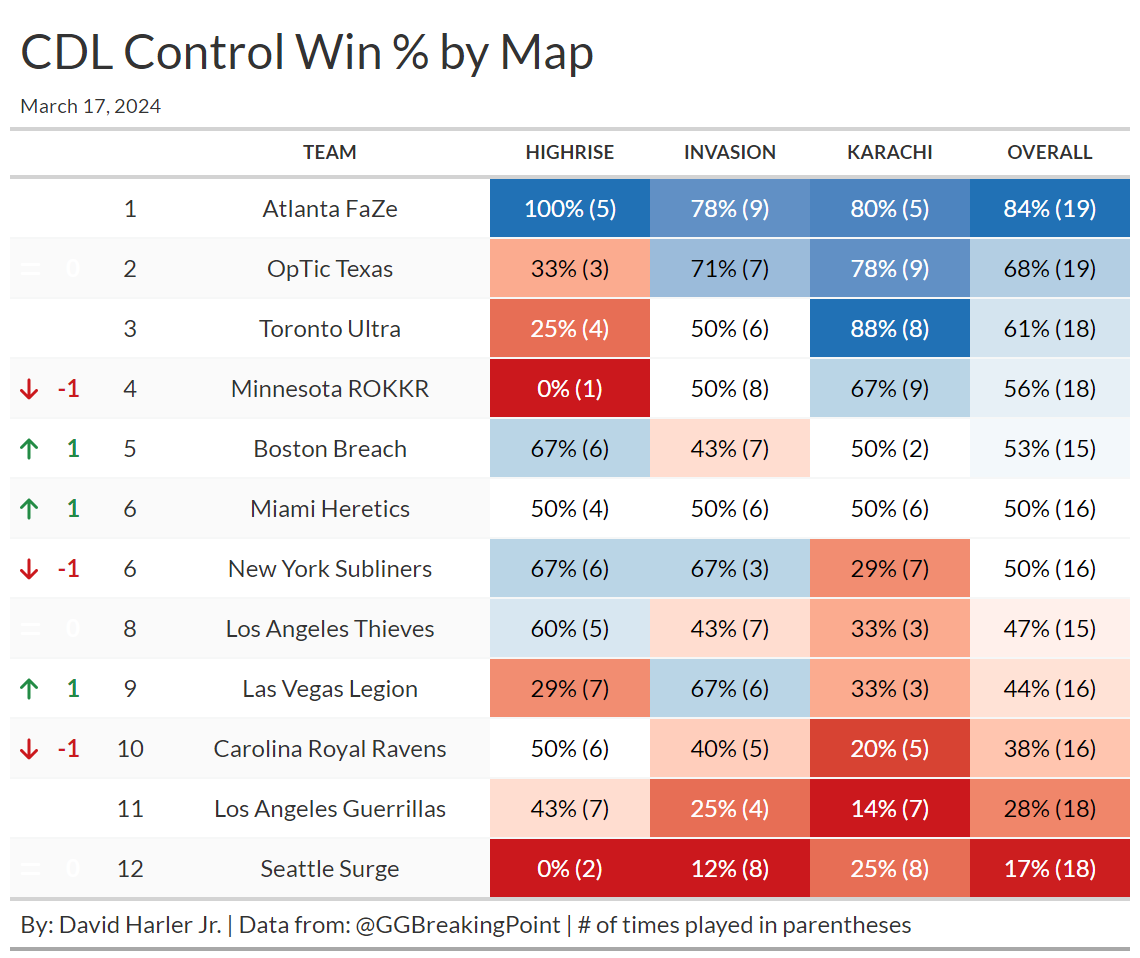 CDL Control Win % by Map
March 17, 2024
TEAM HIGHRISE INVASION KARACHI OVERALL
1 Atlanta FaZe 100% (5) 78% (9) 80% (5) 84% (19)
= 0 2 OpTic Texas 33% (3) 71% (7) 78% (9) 68% (19)
3 Toronto Ultra 25% (4) 50% (6) 88% (8) 61% (18)
↓ -1 4 Minnesota ROKKR 0% (1) 50% (8) 67% (9) 56% (18)
↑ 1 5 Boston Breach 67% (6) 43% (7) 50% (2) 53% (15)
↑ 1 6 Miami Heretics 50% (4) 50% (6) 50% (6) 50% (16)
↓ -1 6 New York Subliners 67% (6) 67% (3) 29% (7) 50% (16)
= 0 8 Los Angeles Thieves 60% (5) 43% (7) 33% (3) 47% (15)
↑ 1 9 Las Vegas Legion 29% (7) 67% (6) 33% (3) 44% (16)
↓ -1 10 Carolina Royal Ravens 50% (6) 40% (5) 20% (5) 38% (16)
11 Los Angeles Guerrillas 43% (7) 25% (4) 14% (7) 28% (18)
= 0 12 Seattle Surge 0% (2) 12% (8) 25% (8) 17% (18)
By: David Harler Jr. | Data from: @GGBreakingPoint | # of times played in parentheses